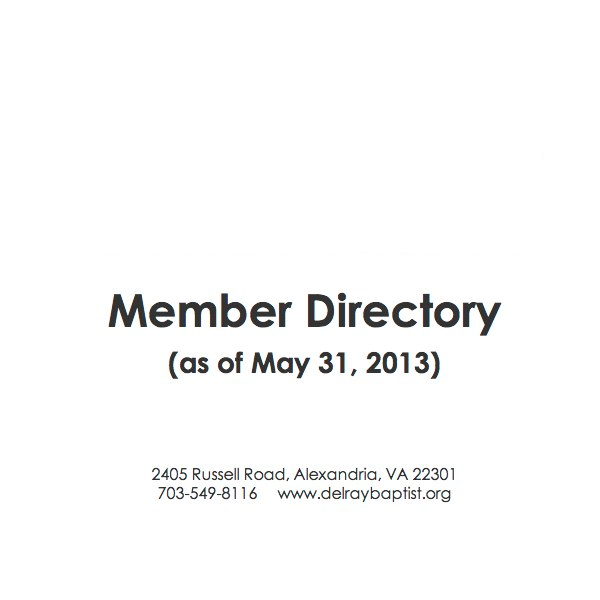 Member Directory
(as of May 31, 2013)
2405 Russell Road, Alexandria, VA 22301
703-549-8116 www.delraybaptist.org